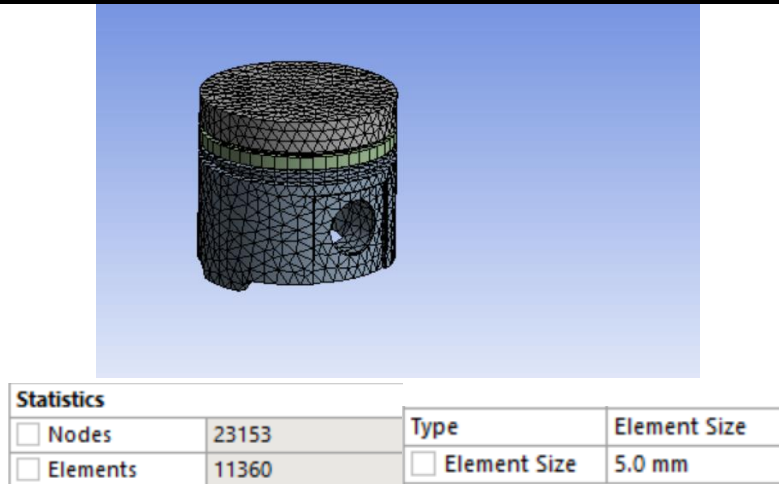 Statistics
Nodes 23153
Elements 11360
Type Element Size
Element Size 5.0 mm